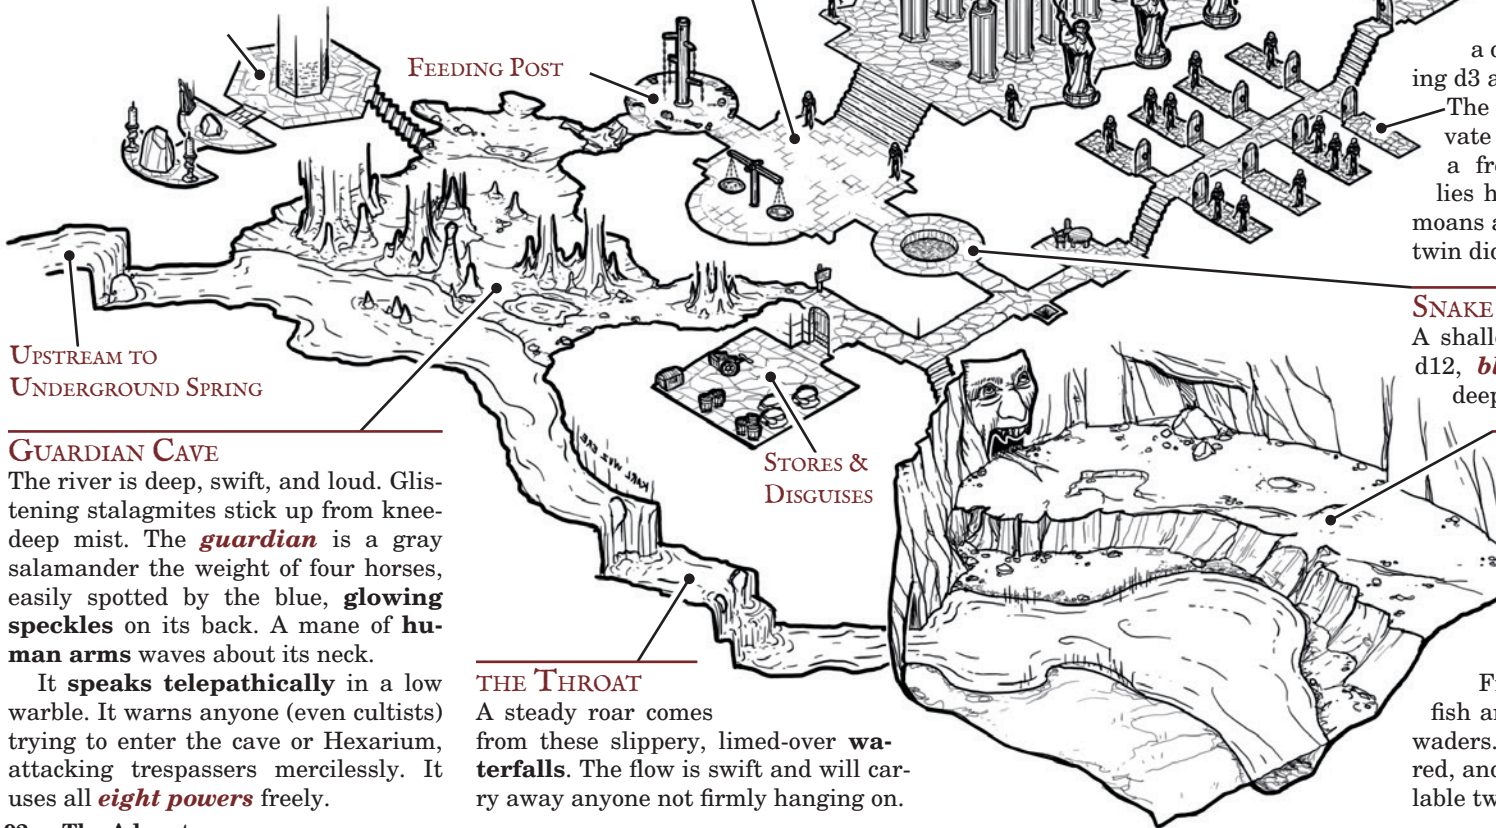 FEEDING POST
a c
ing d3 a
The
vate
a fr
lies h
moans a
twin did
SNAKE
A shallo
d12, bl
deep
UPSTREAM TO
UNDERGROUND SPRING
GUARDIAN CAVE
The river is deep, swift, and loud. Glis-
tening stalagmites stick up from knee-
deep mist. The guardian is a gray
salamander the weight of four horses,
easily spotted by the blue, glowing
speckles on its back. A mane of hu-
man arms waves about its neck.
It speaks telepathically in a low
warble. It warns anyone (even cultists)
trying to enter the cave or Hexarium,
attacking trespassers mercilessly. It
uses all eight powers freely.
STORES &
DISGUISES
THE THROAT
A steady roar comes
from these slippery, limed-over wa-
terfalls. The flow is swift and will car-
ry away anyone not firmly hanging on.
fish an
waders.
red, and
lable tw